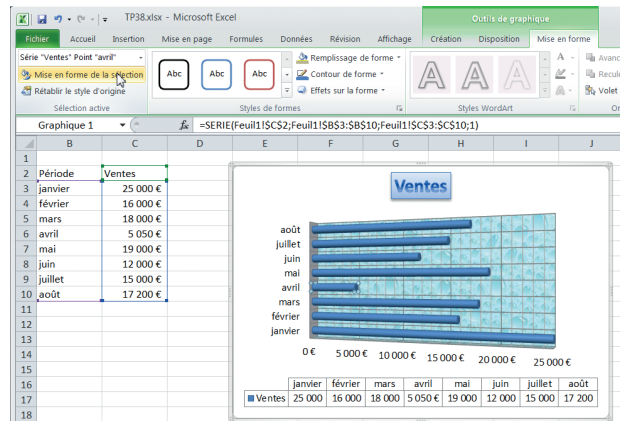 TP38.xlsx - Microsoft Excel
Outils de graphique
Fichier Accueil Insertion Mise en page Formules Données Révision Affichage Création Disposition Mise en forme
Série "Ventes" Point "avril"
Mise en forme de la sélection
Rétablir le style d'origine
Sélection active
Abc Abc Abc
Remplissage de forme
Contour de forme
Effets sur la forme
Styles de formes
A A A
Styles WordArt
Avanc
Recule
Volet
Or
Graphique 1 fx =SERIE(Feuil1!$C$2;Feuil1!$B$3:$B$10;Feuil1!$C$3:$C$10;1)
B C D E F G H I J
1
2 Période Ventes
3 janvier 25 000 €
4 février 16 000 €
5 mars 18 000 €
6 avril 5 050 €
7 mai 19 000 €
8 juin 12 000 €
9 juillet 15 000 €
10 août 17 200 €
11
12
13
14
15
16
17
18
Ventes
août
juillet
juin
mai
avril
mars
février
janvier
0 € 5 000 € 10 000 € 15 000 € 20 000 € 25 000 €
janvier février mars avril mai juin juillet août
Ventes 25 000 16 000 18 000 5 050 € 19 000 12 000 15 000 17 200